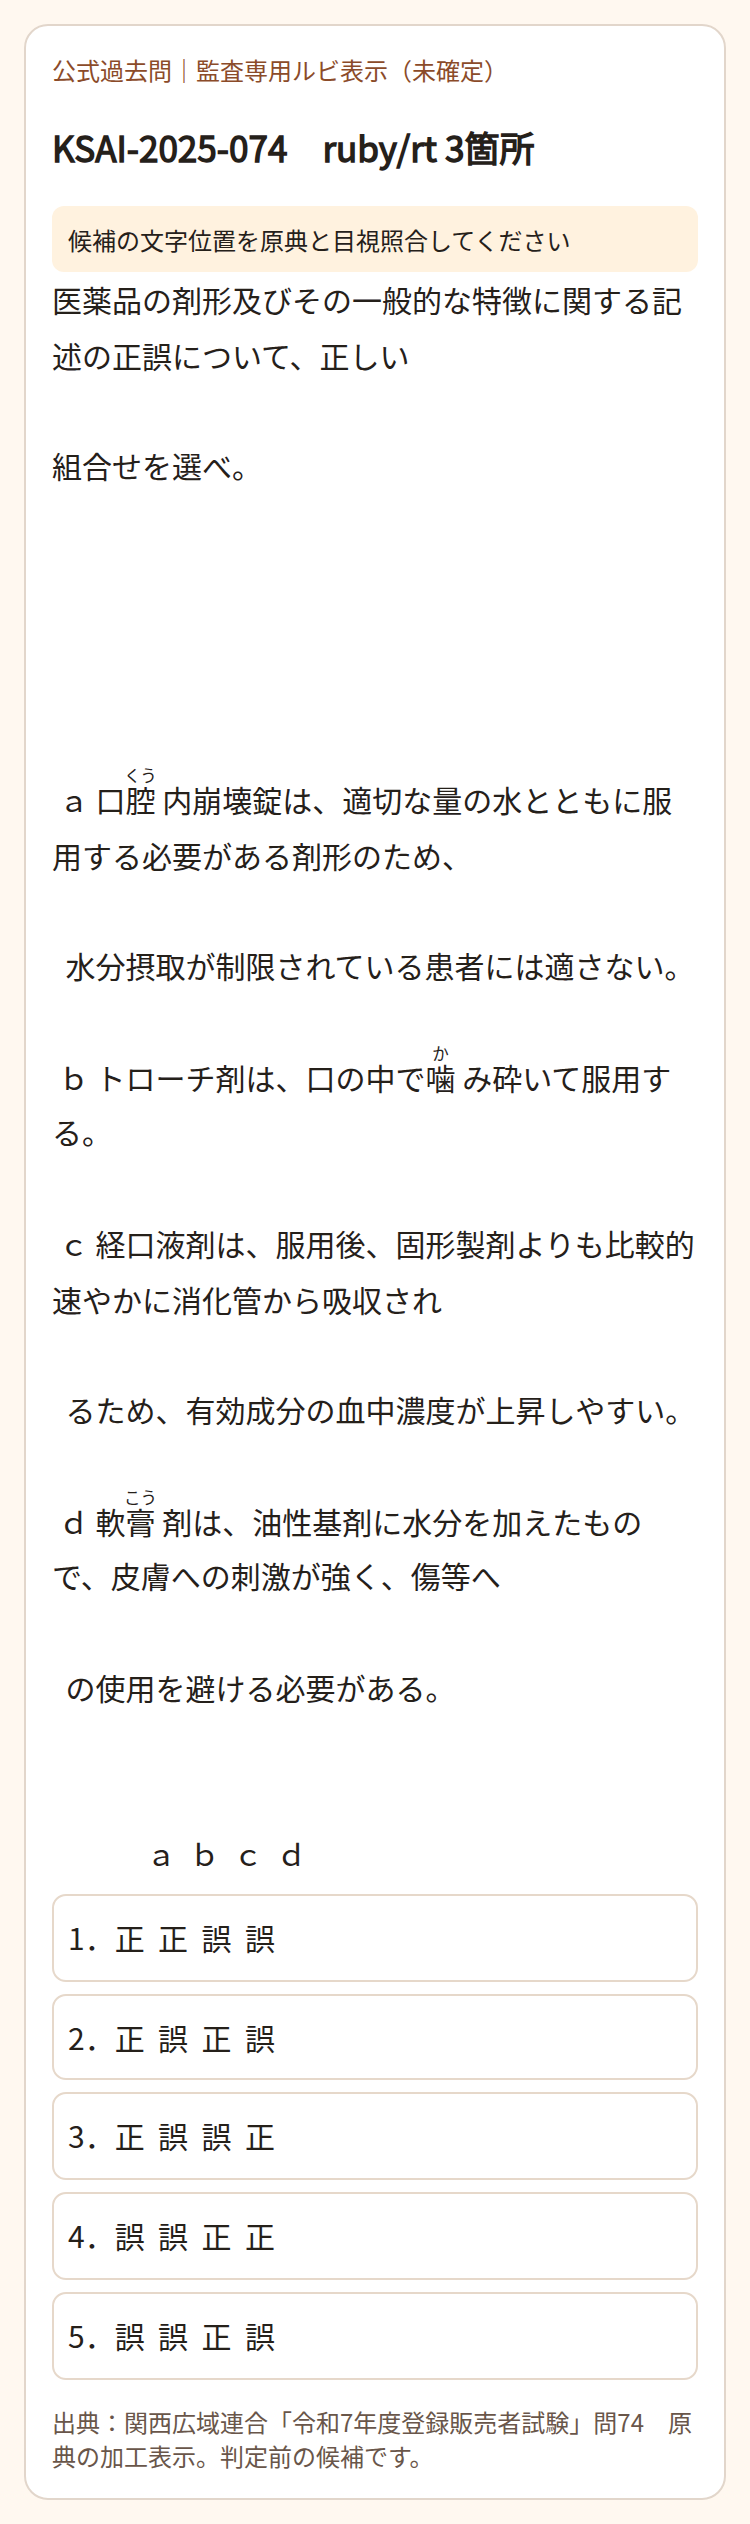 公式過去問｜監査専用ルビ表示（未確定）
KSAI-2025-074　ruby/rt 3箇所
候補の文字位置を原典と目視照合してください
医薬品の剤形及びその一般的な特徴に関する記
述の正誤について、正しい
組合せを選べ。
くう
ａ 口腔 内崩壊錠は、適切な量の水とともに服
用する必要がある剤形のため、
水分摂取が制限されている患者には適さない。
か
ｂ トローチ剤は、口の中で噛 み砕いて服用す
る。
ｃ 経口液剤は、服用後、固形製剤よりも比較的
速やかに消化管から吸収され
るため、有効成分の血中濃度が上昇しやすい。
こう
ｄ 軟膏 剤は、油性基剤に水分を加えたもの
で、皮膚への刺激が強く、傷等へ
の使用を避ける必要がある。
ａ ｂ ｃ ｄ
1．正 正 誤 誤
2．正 誤 正 誤
3．正 誤 誤 正
4．誤 誤 正 正
5．誤 誤 正 誤
出典：関西広域連合「令和7年度登録販売者試験」問74　原
典の加工表示。判定前の候補です。